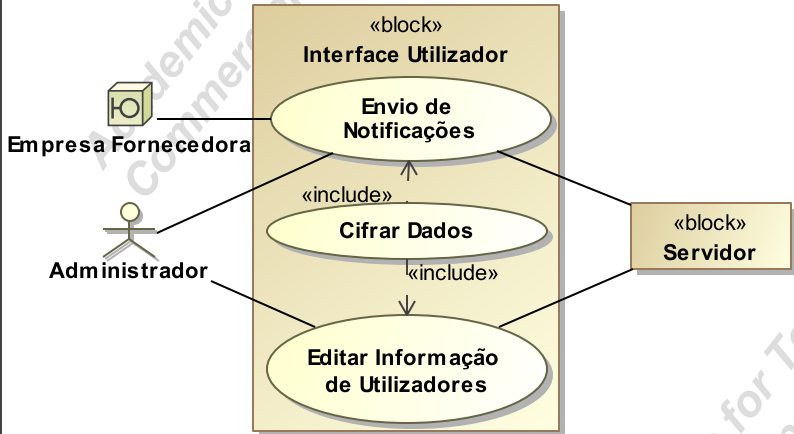 «block»
Interface Utilizador
Envio de
Notificações
Empresa Fornecedora
«include»
Cifrar Dados
«block»
Servidor
Administrador
«include»
Editar Informação
de Utilizadores
for